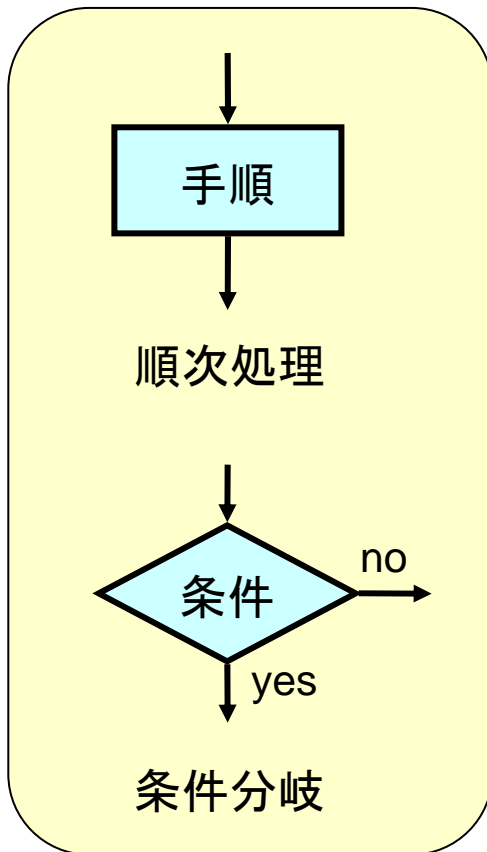 手順
順次処理
条件
no
yes
条件分岐